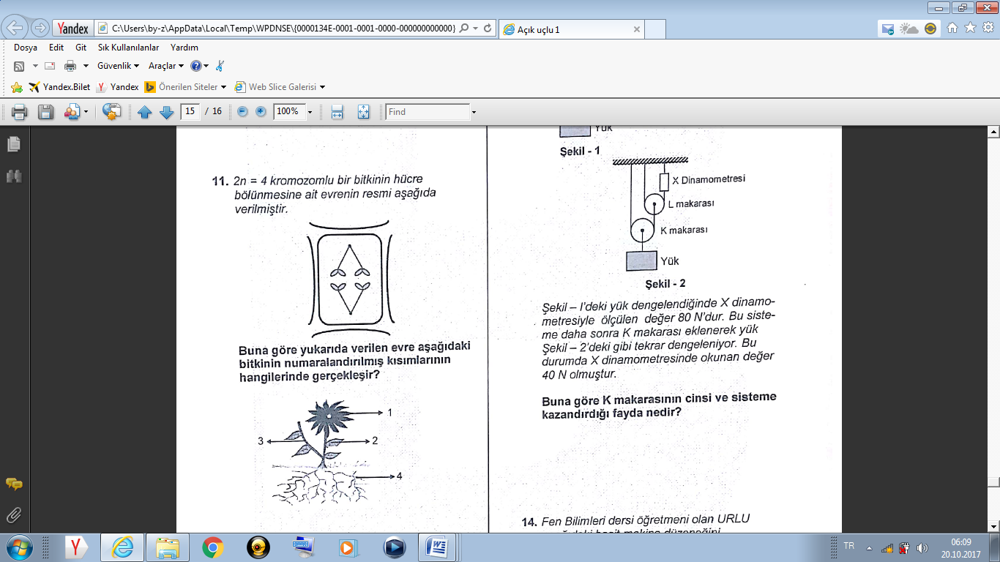 Yandex
C:\Users\by-z\AppData\Local\Temp\WPDNSE\{0000134E-0001-0001-0000-000000000000}
Açık uçlu 1
Dosya Edit Git Sık Kullanılanlar Yardım
Güvenlik Araçlar
Yandex.Bilet Yandex Önerilen Siteler Web Slice Galerisi
15 / 16 100% Find
11. 2n = 4 kromozomlu bir bitkinin hücre
bölünmesine ait evrenin resmi aşağıda
verilmiştir.
Buna göre yukarıda verilen evre aşağıdaki
bitkinin numaralandırılmış kısımlarının
hangilerinde gerçekleşir?
1
3
2
4
Yük
Şekil - 1
X Dinamometresi
L makarası
K makarası
Yük
Şekil - 2
Şekil – I'deki yük dengelendiğinde X dinamo-
metresiyle ölçülen değer 80 N'dur. Bu siste-
me daha sonra K makarası eklenerek yük
Şekil – 2'deki gibi tekrar dengeleniyor. Bu
durumda X dinamometresinde okunan değer
40 N olmuştur.
Buna göre K makarasının cinsi ve sisteme
kazandırdığı fayda nedir?
14. Fen Bilimleri dersi öğretmeni olan URLU
TR
06:09
20.10.2017